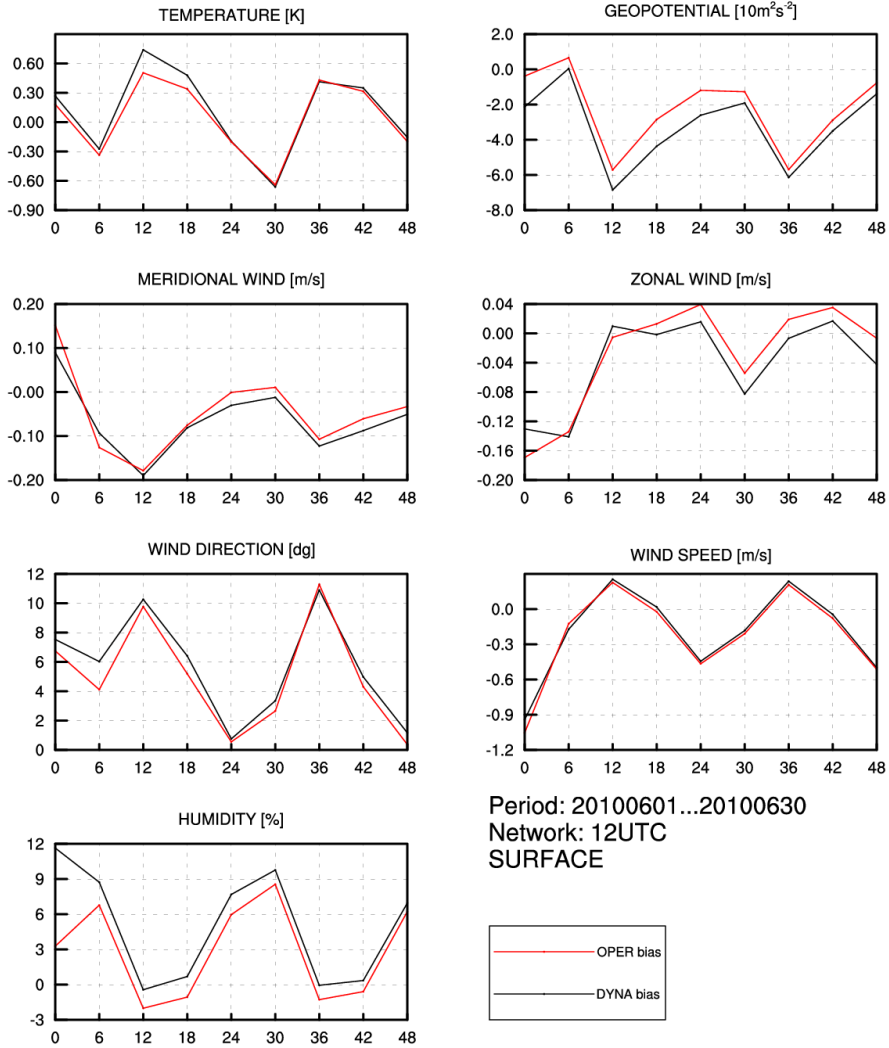 TEMPERATURE [K]
0.60
0.30
0.00
-0.30
-0.60
-0.90
0 6 12 18 24 30 36 42 48
GEOPOTENTIAL [10m²s⁻²]
2.0
0.0
-2.0
-4.0
-6.0
-8.0
0 6 12 18 24 30 36 42 48
MERIDIONAL WIND [m/s]
0.20
0.10
-0.00
-0.10
-0.20
0 6 12 18 24 30 36 42 48
ZONAL WIND [m/s]
0.04
0.00
-0.04
-0.08
-0.12
-0.16
-0.20
0 6 12 18 24 30 36 42 48
WIND DIRECTION [dg]
12
10
8
6
4
2
0
0 6 12 18 24 30 36 42 48
WIND SPEED [m/s]
0.0
-0.3
-0.6
-0.9
-1.2
0 6 12 18 24 30 36 42 48
HUMIDITY [%]
12
9
6
3
0
-3
0 6 12 18 24 30 36 42 48
Period: 20100601...20100630
Network: 12UTC
SURFACE
OPER bias
DYNA bias